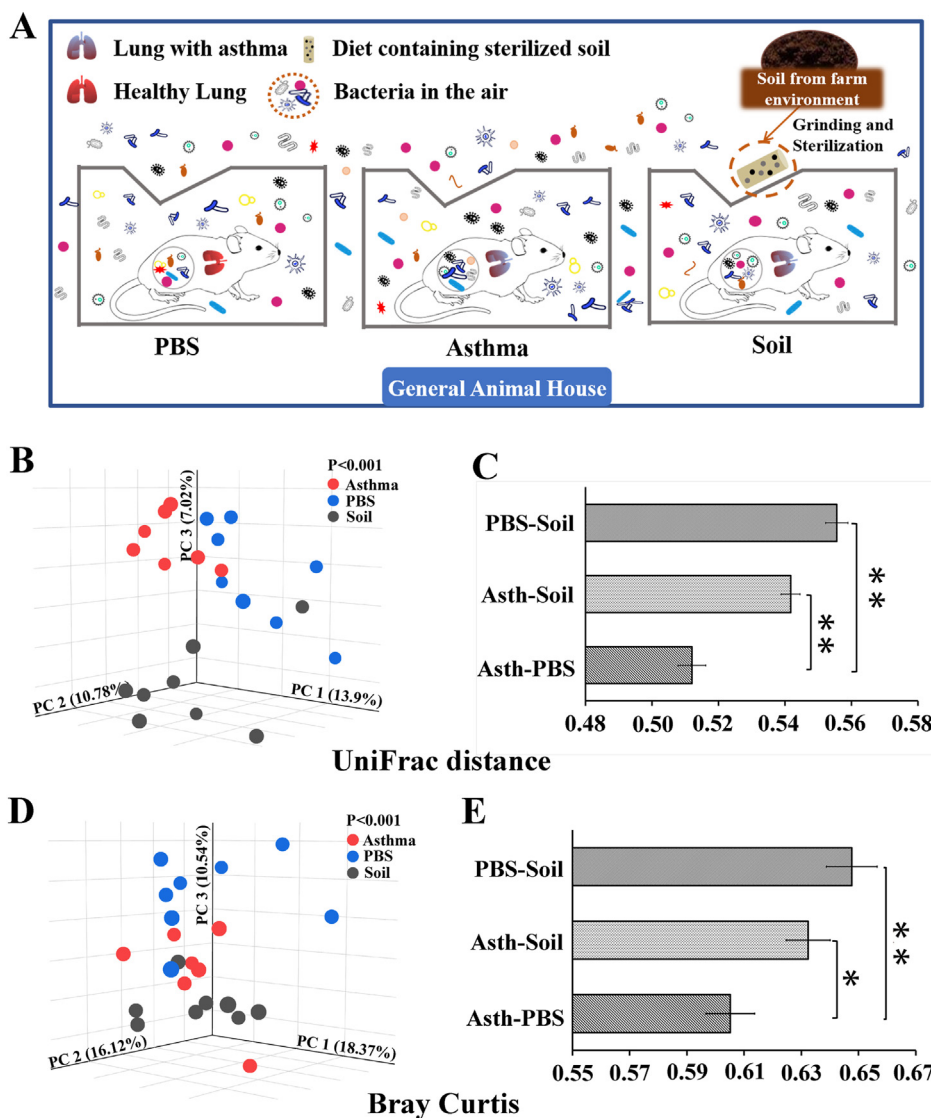 A
Lung with asthma
Diet containing sterilized soil
Healthy Lung
Bacteria in the air
Soil from farm
environment
Grinding and
Sterilization
PBS
Asthma
Soil
General Animal House
B
P<0.001
Asthma
PBS
Soil
PC 3 (7.02%)
PC 2 (10.78%)
PC 1 (13.9%)
C
PBS-Soil
Asth-Soil
Asth-PBS
**
**
0.48 0.50 0.52 0.54 0.56 0.58
UniFrac distance
D
P<0.001
Asthma
PBS
Soil
PC 3 (10.54%)
PC 2 (16.12%)
PC 1 (18.37%)
E
PBS-Soil
Asth-Soil
Asth-PBS
*
**
0.55 0.57 0.59 0.61 0.63 0.65 0.67
Bray Curtis